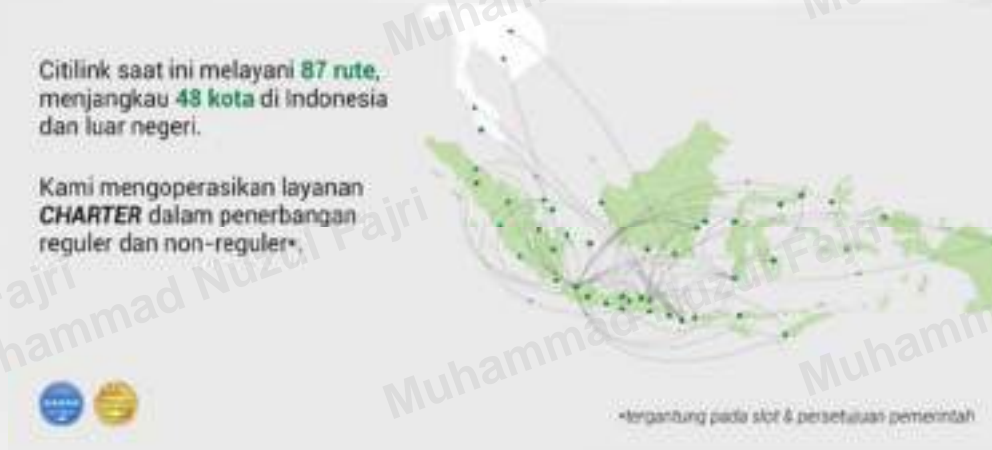 Citilink saat ini melayani 87 rute,
menjangkau 48 kota di Indonesia
dan luar negeri.
Kami mengoperasikan layanan
CHARTER dalam penerbangan
reguler dan non-reguler*.
*tergantung pada slot & persetujuan pemerintah
Muhammad Nuzul Fajri